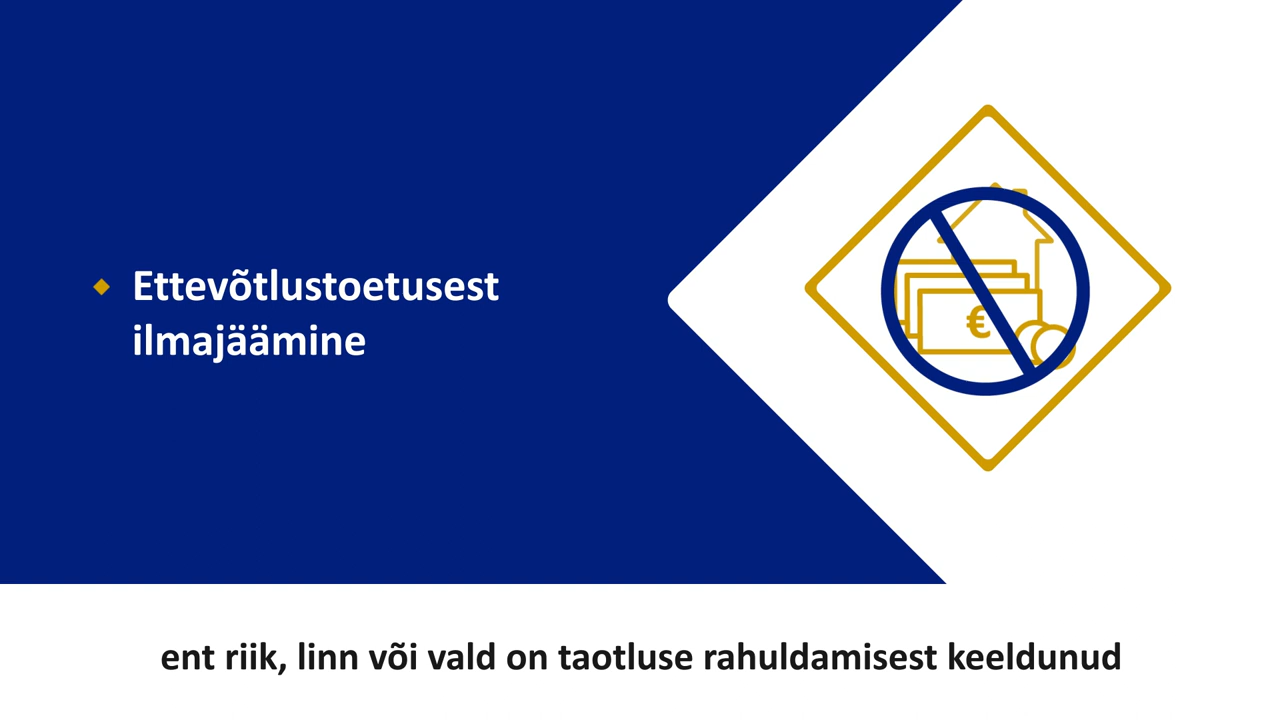 Ettevõtlustoetusest
ilmajäämine
€
ent riik, linn või vald on taotluse rahuldamisest keeldunud